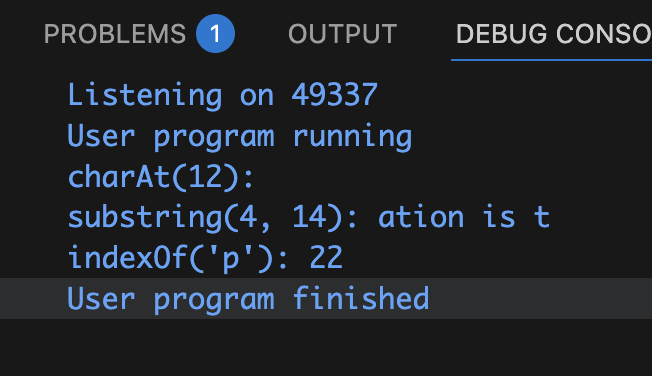 PROBLEMS 1 OUTPUT DEBUG CONSO
Listening on 49337
User program running
charAt(12):
substring(4, 14): ation is t
indexOf('p'): 22
User program finished